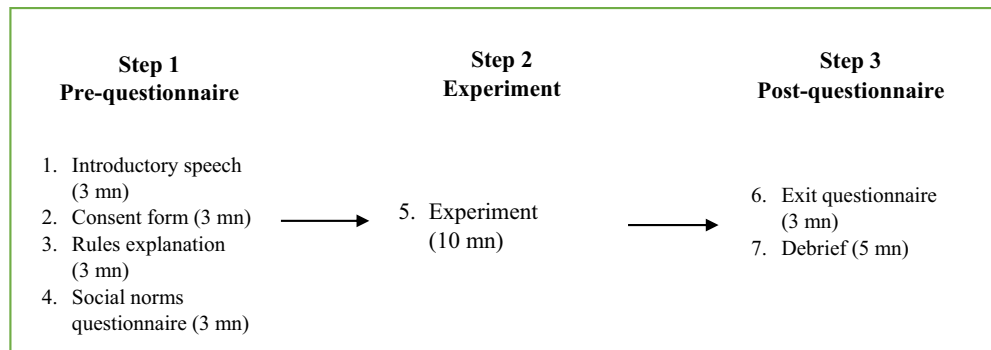 Step 1
Pre-questionnaire
1. Introductory speech
(3 mn)
2. Consent form (3 mn)
3. Rules explanation
(3 mn)
4. Social norms
questionnaire (3 mn)
Step 2
Experiment
5. Experiment
(10 mn)
Step 3
Post-questionnaire
6. Exit questionnaire
(3 mn)
7. Debrief (5 mn)